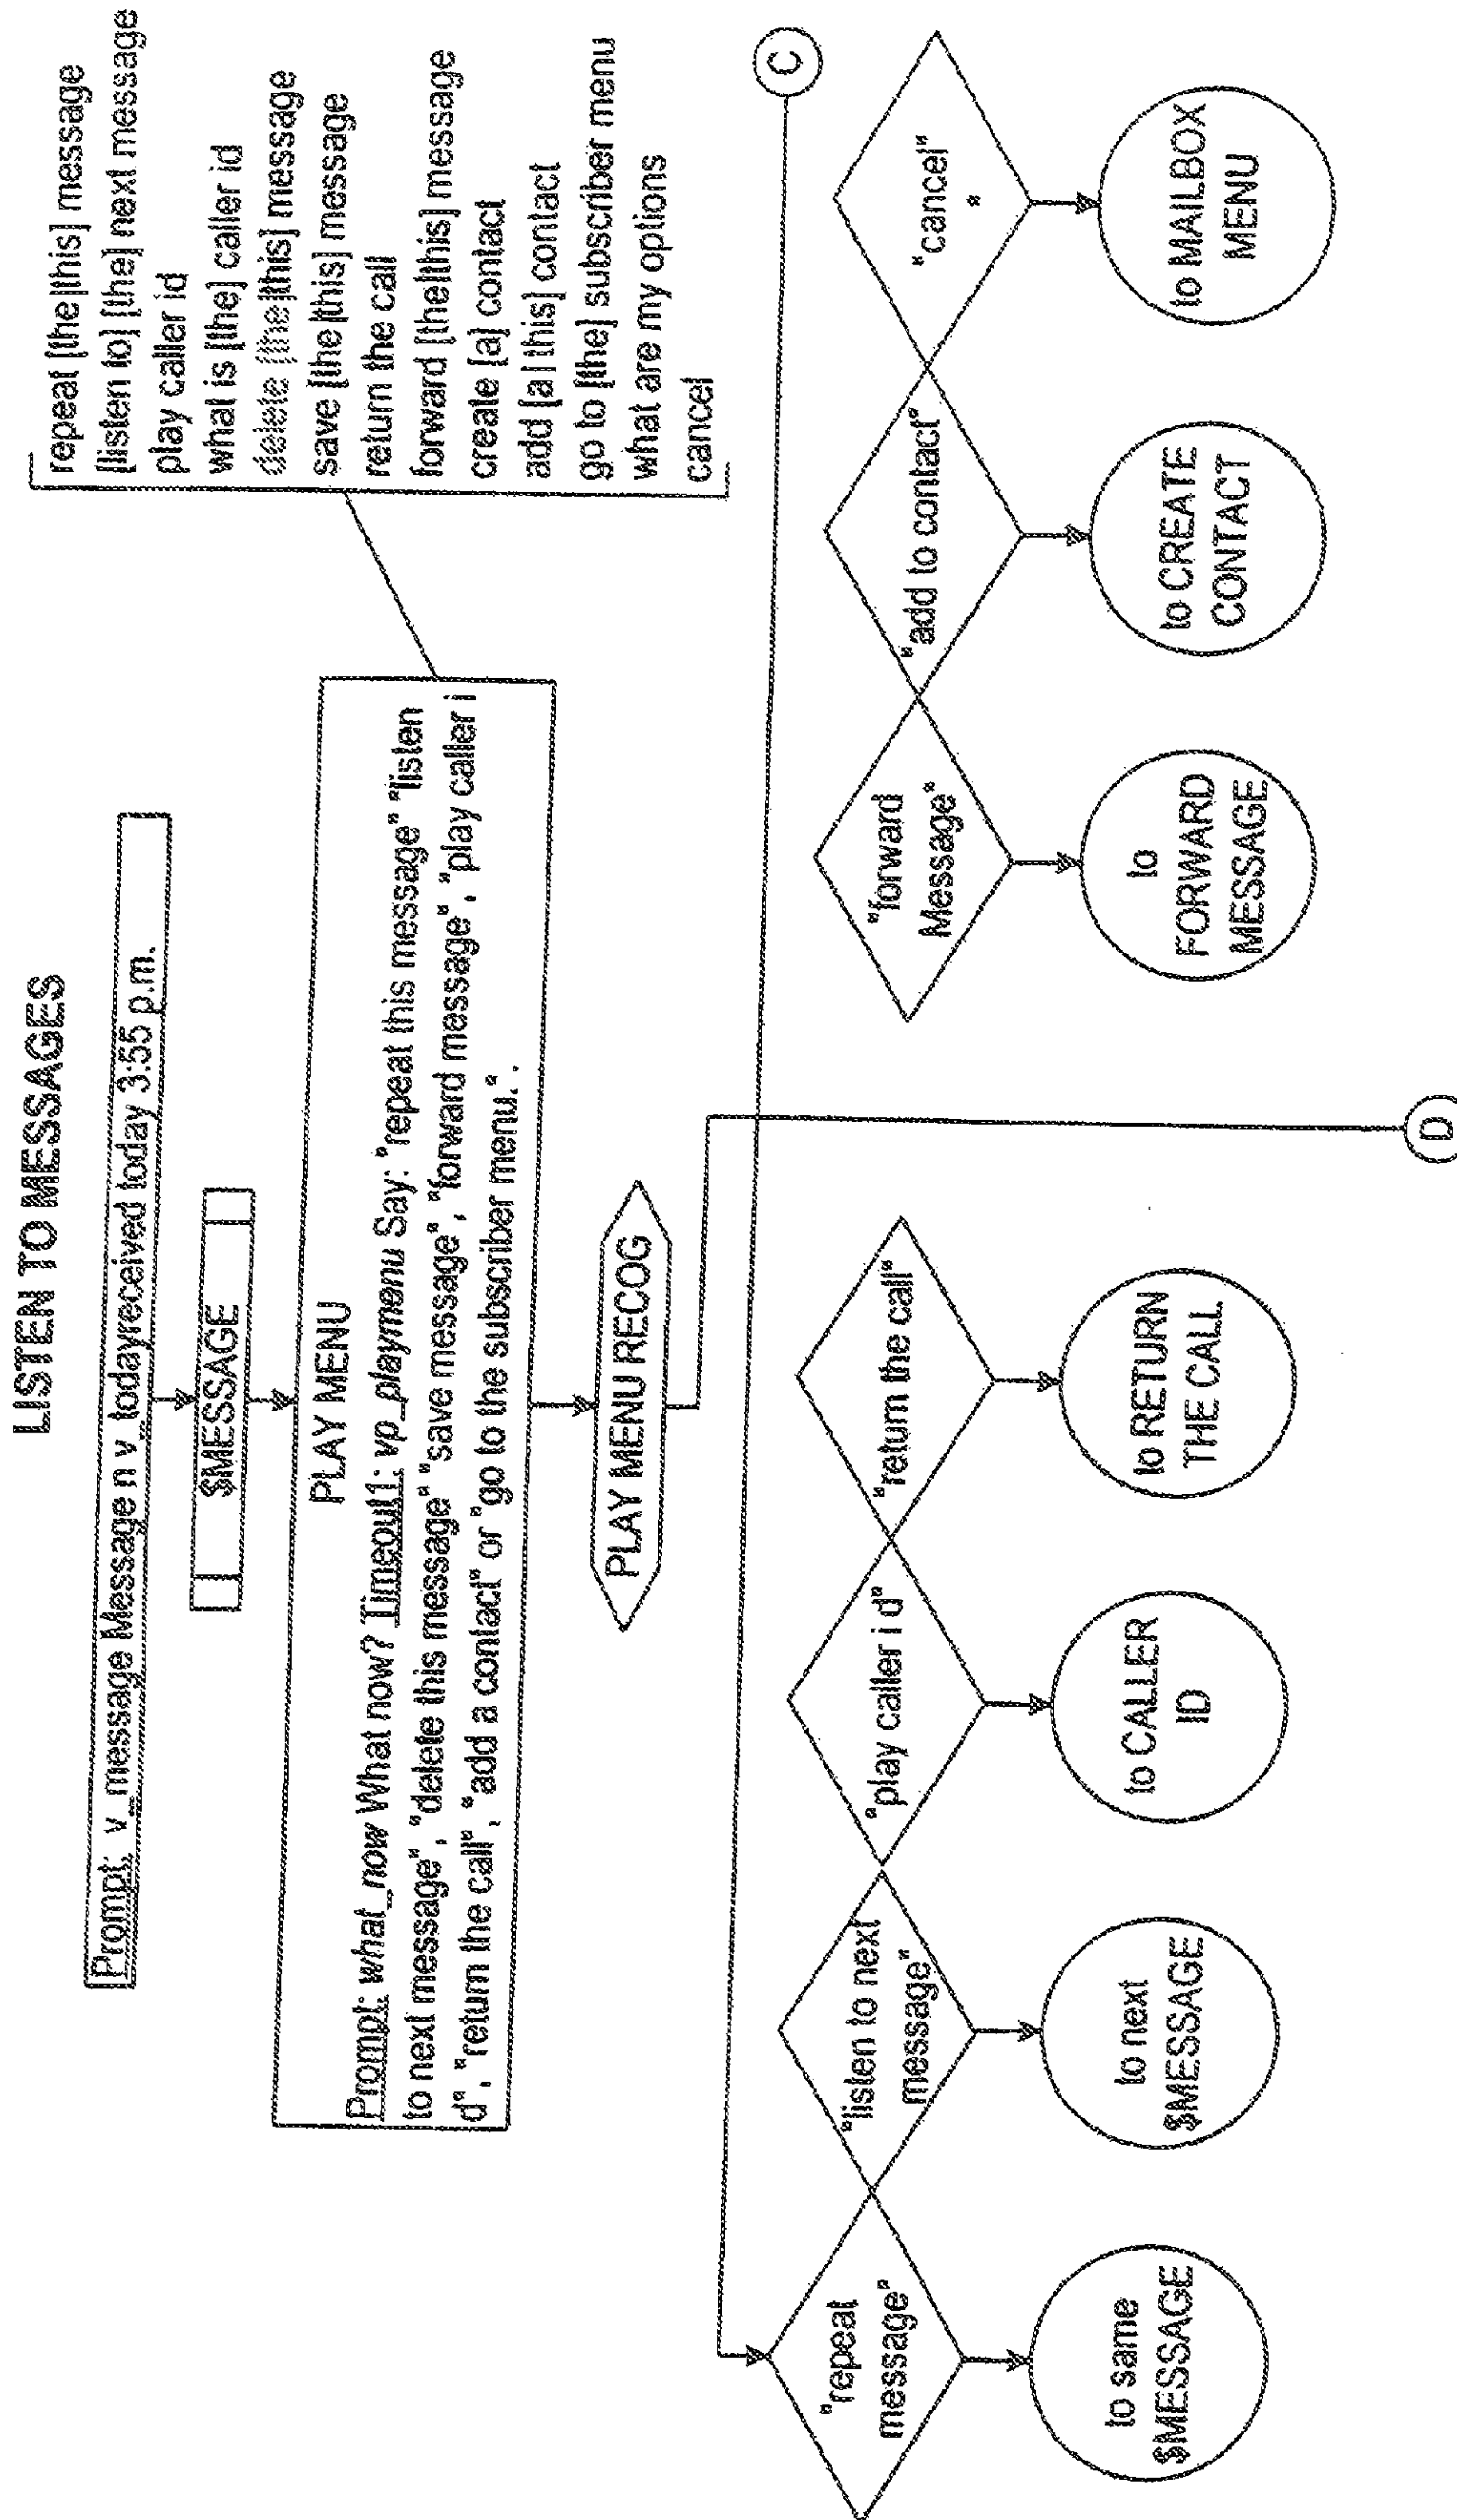 LISTEN TO MESSAGES
Prompt: v_message Message n v_todayreceived today 3:55 p.m.
$MESSAGE
PLAY MENU
Prompt: what_now What now? Timeout1: vp_playmenu Say: "repeat this message" "listen
to next message", "delete this message" "save message", "forward message", "play caller i
d", "return the call", "add a contact" or "go to the subscriber menu.".
repeat [the|this] message
[listen to] [the] next message
play caller id
what is [the] caller id
delete [the|this] message
save [the|this] message
return the call
forward [the|this] message
create [a] contact
add [a| this] contact
go to [the] subscriber menu
what are my options
cancel
PLAY MENU RECOG
C
"repeat
message"
"listen to next
message"
"play caller i d"
"return the call"
"forward
Message"
"add to contact"
"cancel"
"
to same
$MESSAGE
to next
$MESSAGE
to CALLER
ID
to RETURN
THE CALL
to
FORWARD
MESSAGE
to CREATE
CONTACT
to MAILBOX
MENU
D